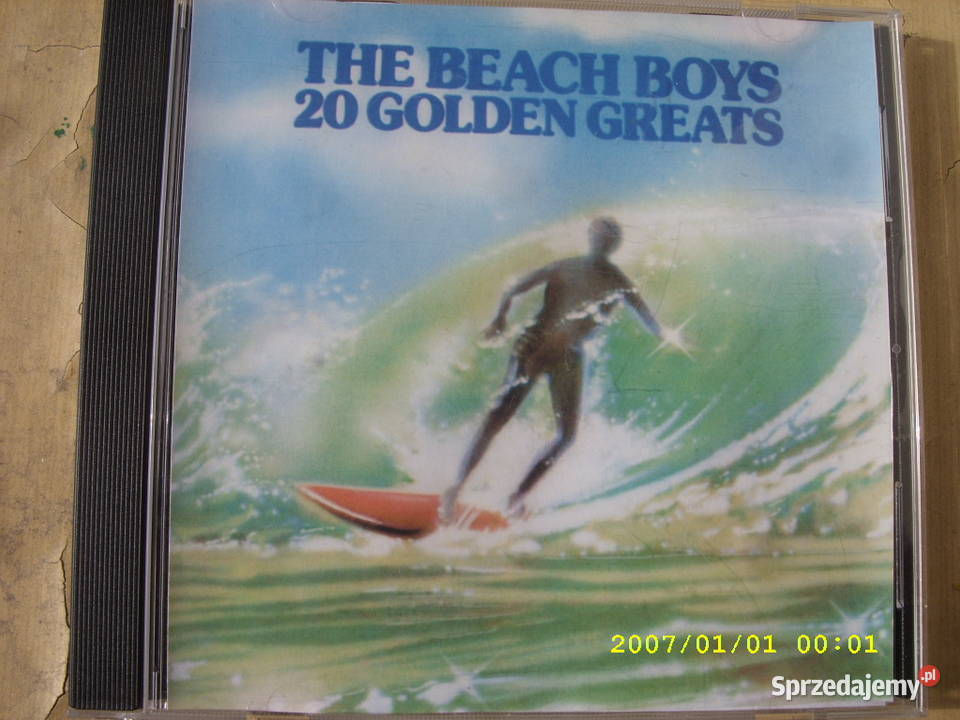 THE BEACH BOYS
20 GOLDEN GREATS
2007/01/01 00:01
Sprzedajemy.pl